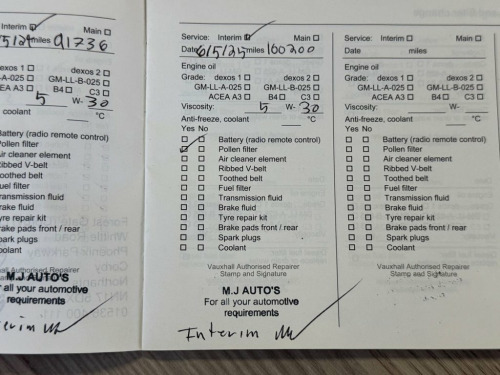 Interim Main
5/24 miles 91736
dexos 1 dexos 2
-A-025 GM-LL-B-025
CEA A3 B4 C3
5 W- 30
coolant °C
Battery (radio remote control)
Pollen filter
Air cleaner element
Ribbed V-belt
Toothed belt
Fuel filter
Transmission fluid
Brake fluid
Tyre repair kit
Brake pads front / rear
Spark plugs
Coolant
Vauxhall Authorised Repairer
Stamp and Signature
M.J AUTO'S
For all your automotive
requirements
Service: Interim Main
Date 6/5/25 miles 100200
Engine oil
Grade: dexos 1 dexos 2
GM-LL-A-025 GM-LL-B-025
ACEA A3 B4 C3
Viscosity: 5 W- 30
Anti-freeze, coolant °C
Yes No
Battery (radio remote control)
Pollen filter
Air cleaner element
Ribbed V-belt
Toothed belt
Fuel filter
Transmission fluid
Brake fluid
Tyre repair kit
Brake pads front / rear
Spark plugs
Coolant
Vauxhall Authorised Repairer
Stamp and Signature
M.J AUTO'S
For all your automotive
requirements
Interim
Service: Interim Main
Date miles
Engine oil
Grade: dexos 1 dexos 2
GM-LL-A-025 GM-LL-B-025
ACEA A3 B4 C3
Viscosity: W-
Anti-freeze, coolant °C
Yes No
Battery (radio remote control)
Pollen filter
Air cleaner element
Ribbed V-belt
Toothed belt
Fuel filter
Transmission fluid
Brake fluid
Tyre repair kit
Brake pads front / rear
Spark plugs
Coolant
Vauxhall Authorised Repairer
Stamp and Signature